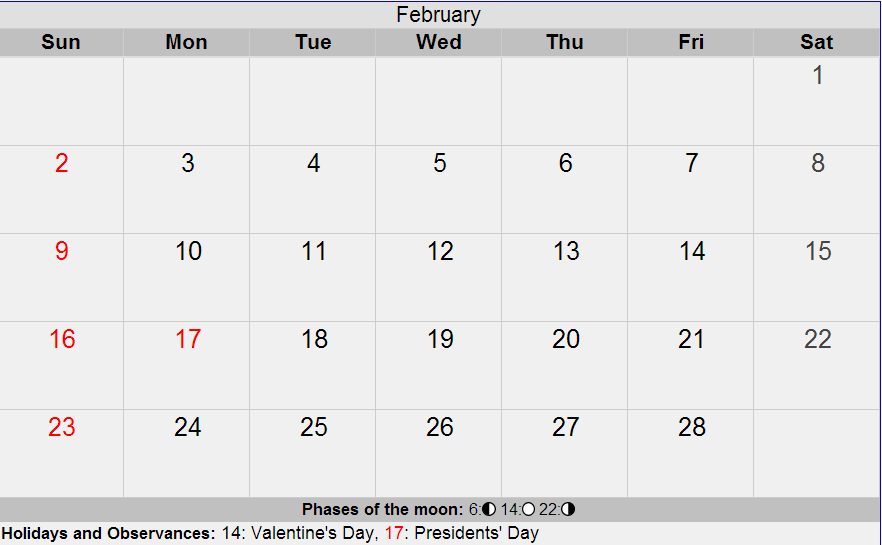 February
Sun Mon Tue Wed Thu Fri Sat
1
2 3 4 5 6 7 8
9 10 11 12 13 14 15
16 17 18 19 20 21 22
23 24 25 26 27 28
Phases of the moon: 6:◐ 14:○ 22:◑
Holidays and Observances: 14: Valentine's Day, 17: Presidents' Day